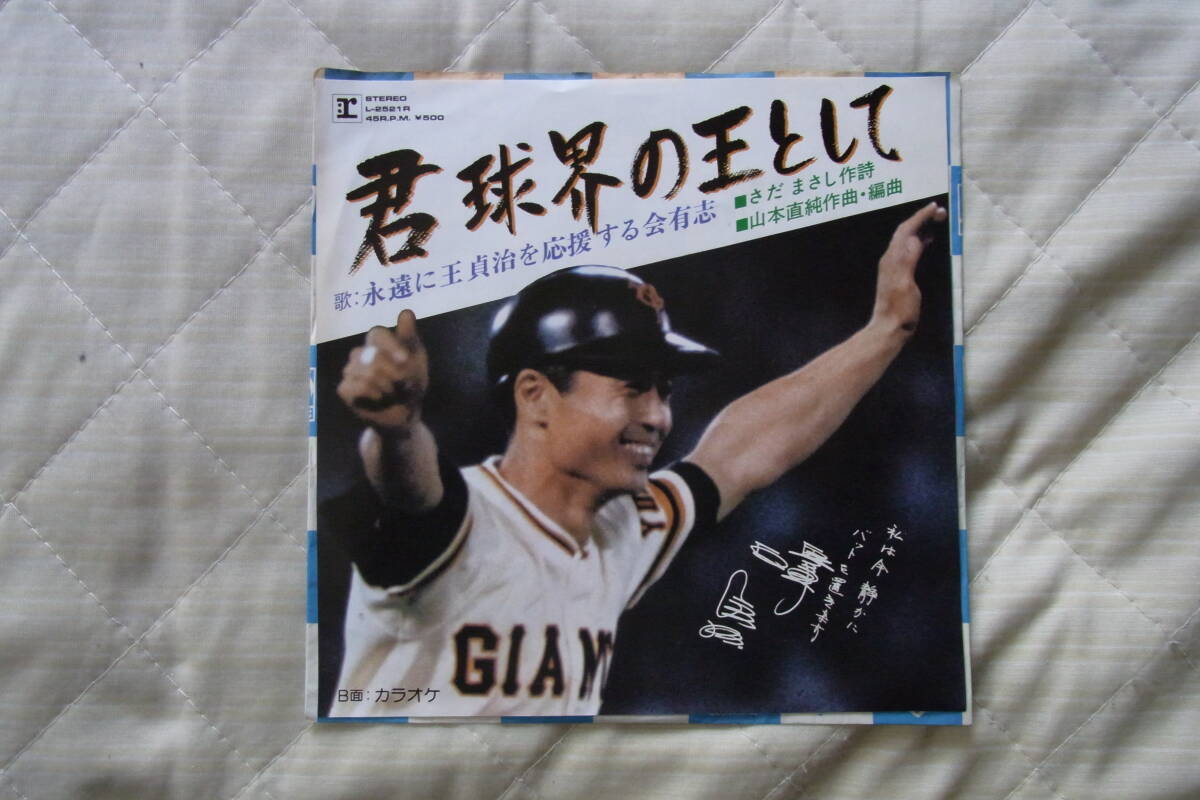 r
STEREO
L-2521R
45R.P.M. ¥500
君球界の王として
■さだ まさし作詩
■山本直純作曲・編曲
歌:永遠に王貞治を応援する会有志
私は今 静かに
バットを置きます
GIAN
B面:カラオケ